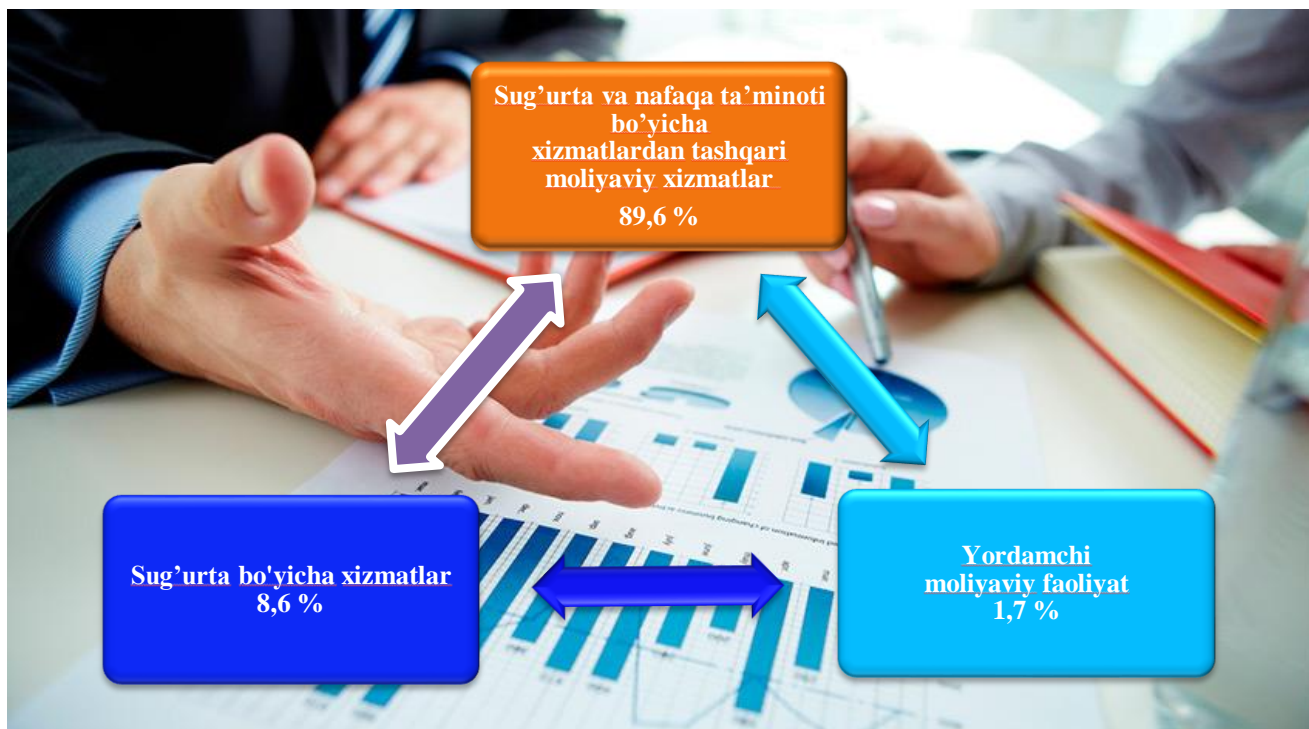 Sug’urta va nafaqa ta’minoti
bo’yicha
xizmatlardan tashqari
moliyaviy xizmatlar
89,6 %
Sug’urta bo'yicha xizmatlar
8,6 %
Yordamchi
moliyaviy faoliyat
1,7 %